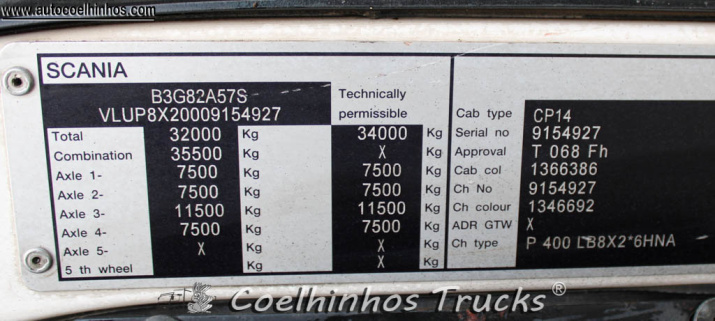 www.autocoelhinhos.com
SCANIA
B3G82A57S
VLUP8X20009154927
Technically
permissible
Total 32000 Kg 34000 Kg
Combination 35500 Kg X Kg
Axle 1- 7500 Kg 7500 Kg
Axle 2- 7500 Kg 7500 Kg
Axle 3- 11500 Kg 11500 Kg
Axle 4- 7500 Kg 7500 Kg
Axle 5- X Kg X Kg
5 th wheel Kg X Kg
Cab type CP14
Serial no 9154927
Approval T 068 Fh
Cab col 1366386
Ch No 9154927
Ch colour 1346692
ADR GTW X
Ch type P 400 LB8X2*6HNA
Coelhinhos Trucks ®